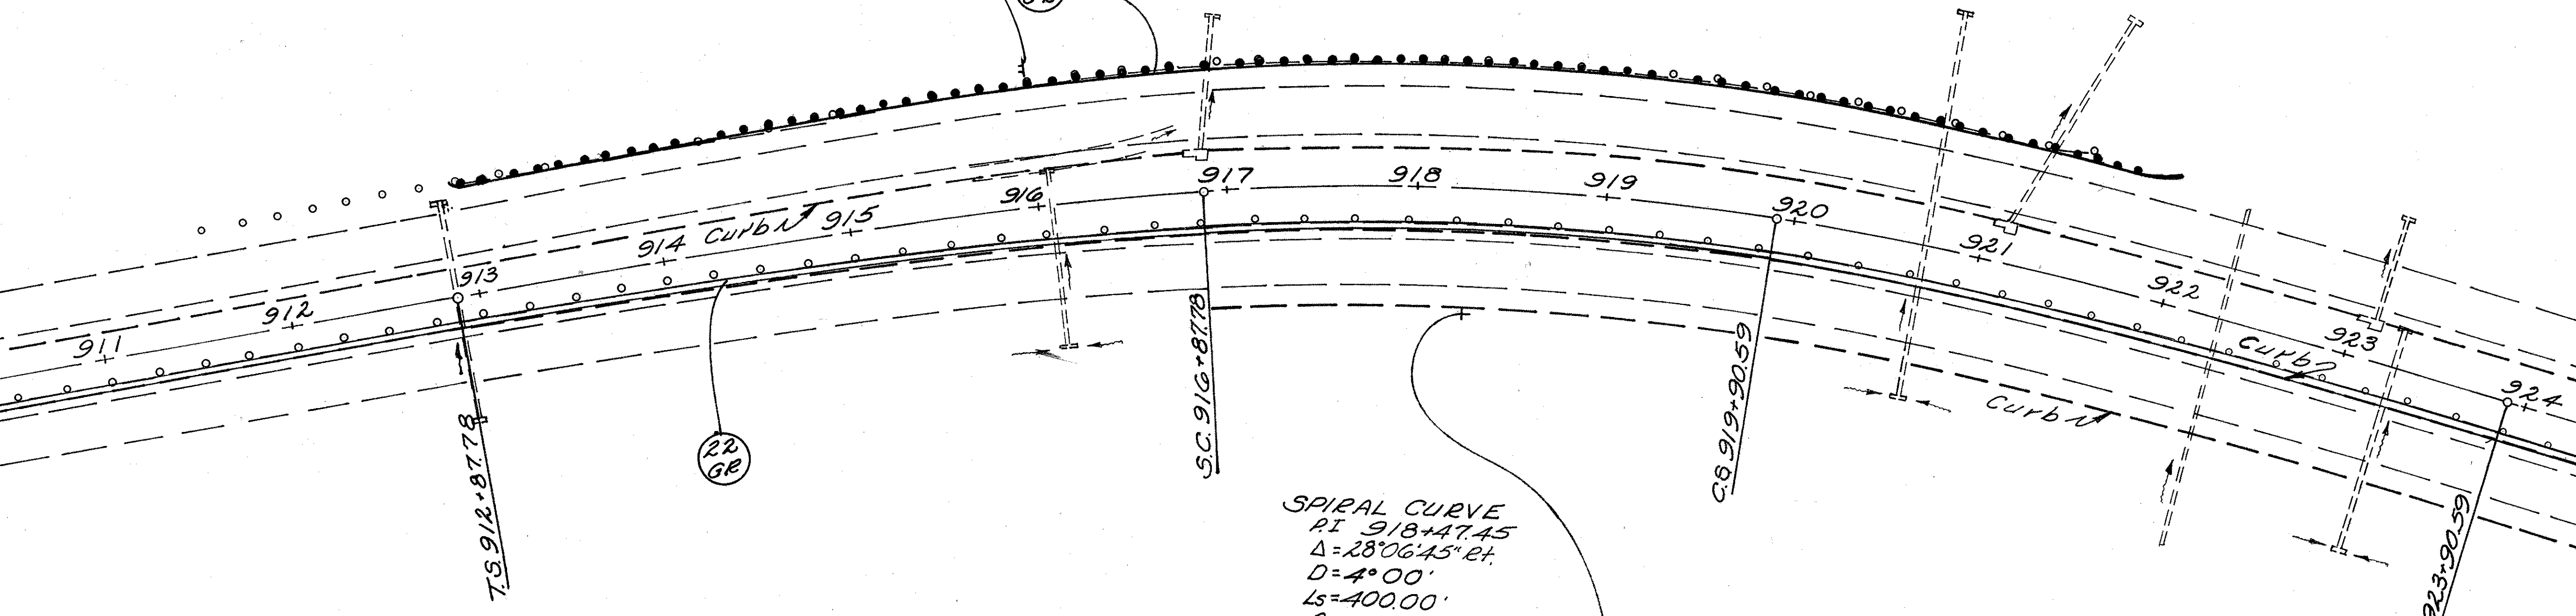 917
918
919
916
920
Curb
915
914
921
913
922
912
923
911
Curb
924
Curb
22
GR
T.S. 912+87.78
S.C. 916+87.78
C.S. 919+90.59
923+90.59
SPIRAL CURVE
P.I 918+47.45
Δ=28°06'45" Rt.
D=4°00'
Ls=400.00'